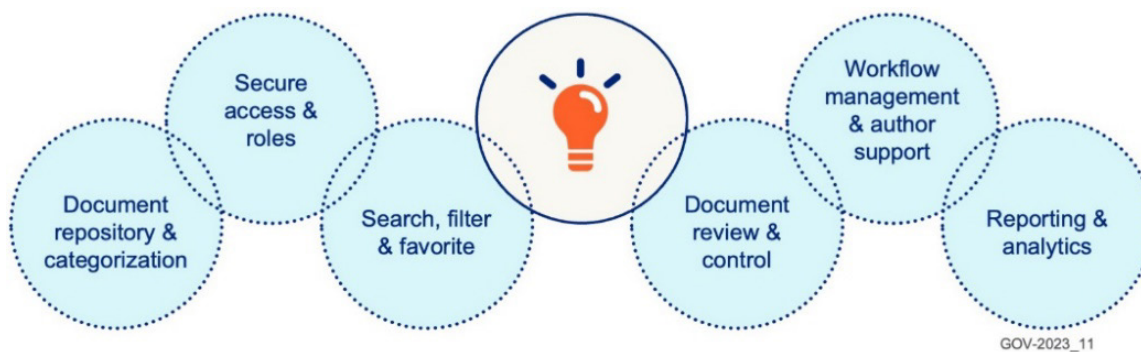 Document
repository &
categorization
Secure
access &
roles
Search, filter
& favorite
Document
review &
control
Workflow
management
& author
support
Reporting &
analytics
GOV-2023_11